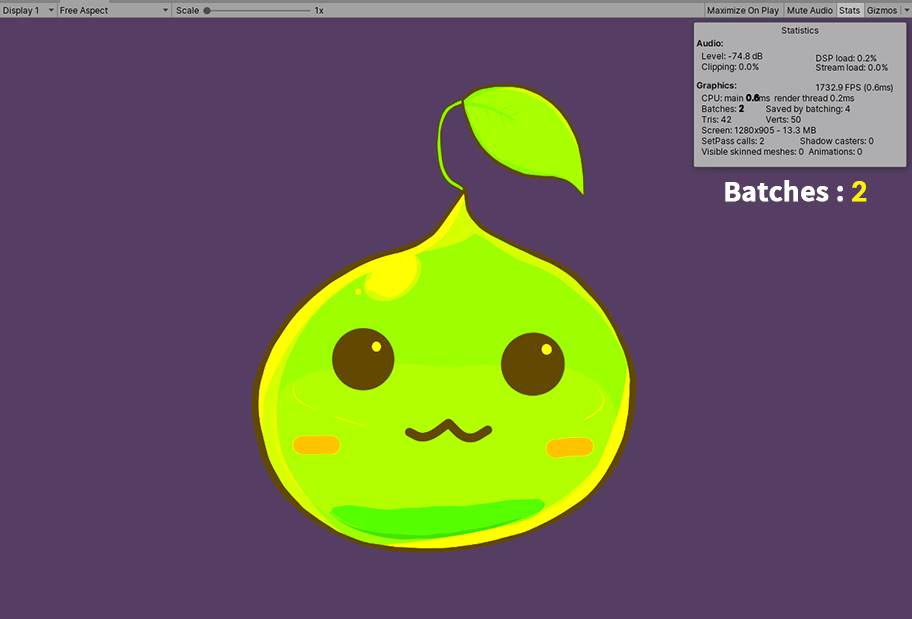 Display 1 Free Aspect Scale 1x Maximize On Play Mute Audio Stats Gizmos
Statistics
Audio:
Level: -74.8 dB DSP load: 0.2%
Clipping: 0.0% Stream load: 0.0%
Graphics: 1732.9 FPS (0.6ms)
CPU: main 0.6ms render thread 0.2ms
Batches: 2 Saved by batching: 4
Tris: 42 Verts: 50
Screen: 1280x905 - 13.3 MB
SetPass calls: 2 Shadow casters: 0
Visible skinned meshes: 0 Animations: 0
Batches : 2